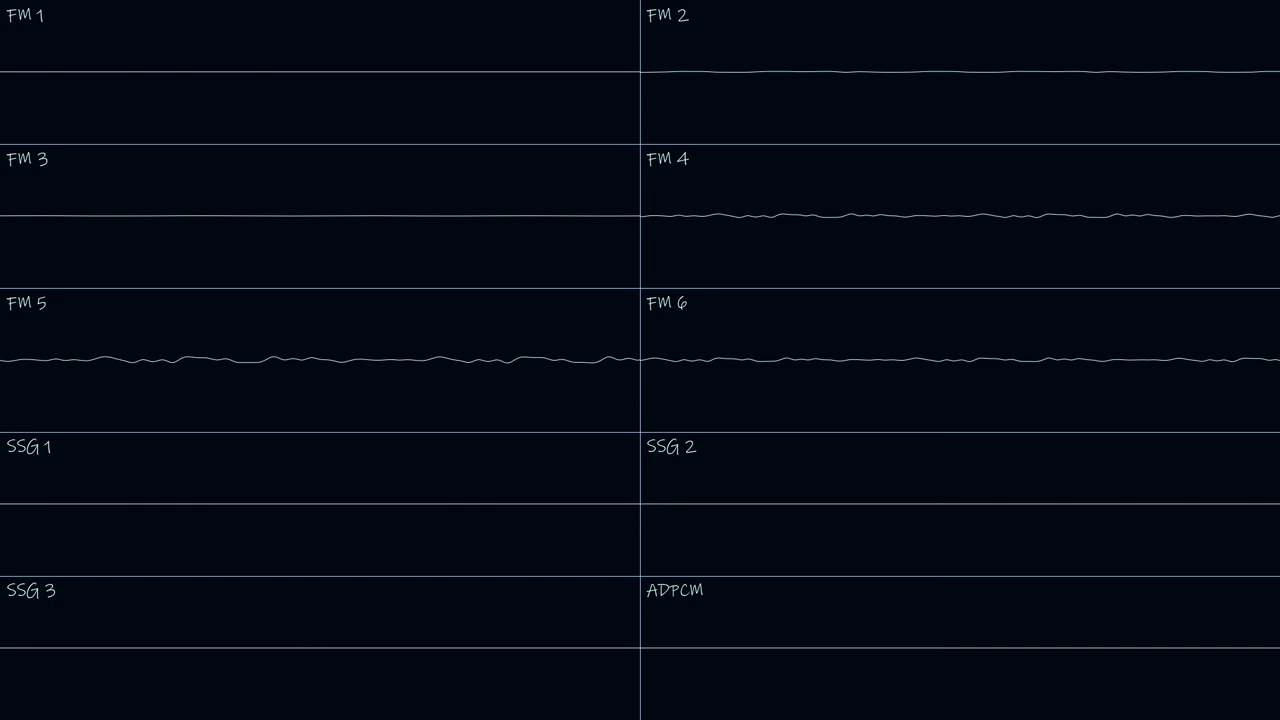 FM 1
FM 2
FM 3
FM 4
FM 5
FM 6
SSG 1
SSG 2
SSG 3
ADPCM